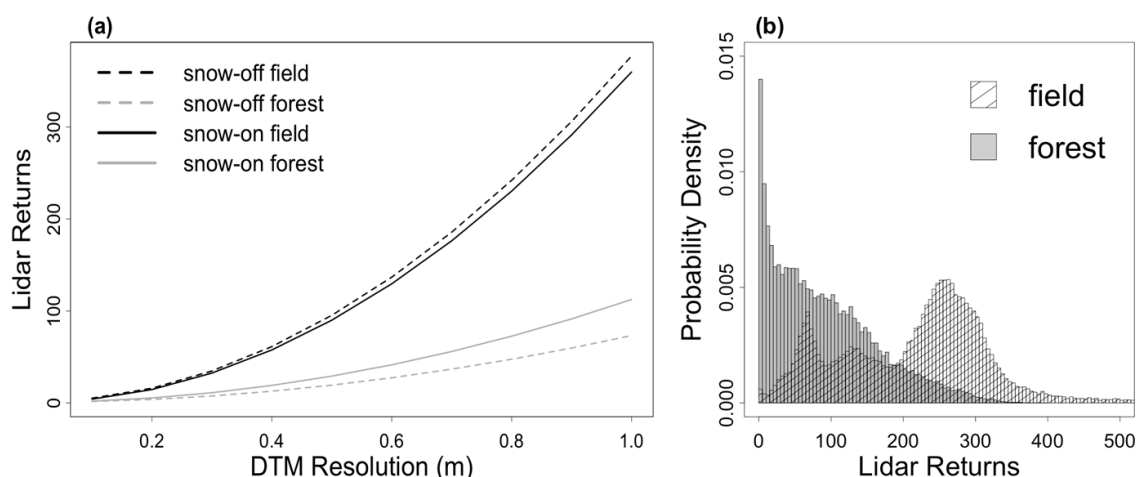 (a)
snow-off field
snow-off forest
snow-on field
snow-on forest
Lidar Returns
0
100
200
300
0.2
0.4
0.6
0.8
1.0
DTM Resolution (m)
(b)
field
forest
Probability Density
0.000
0.005
0.010
0.015
0
100
200
300
400
500
Lidar Returns